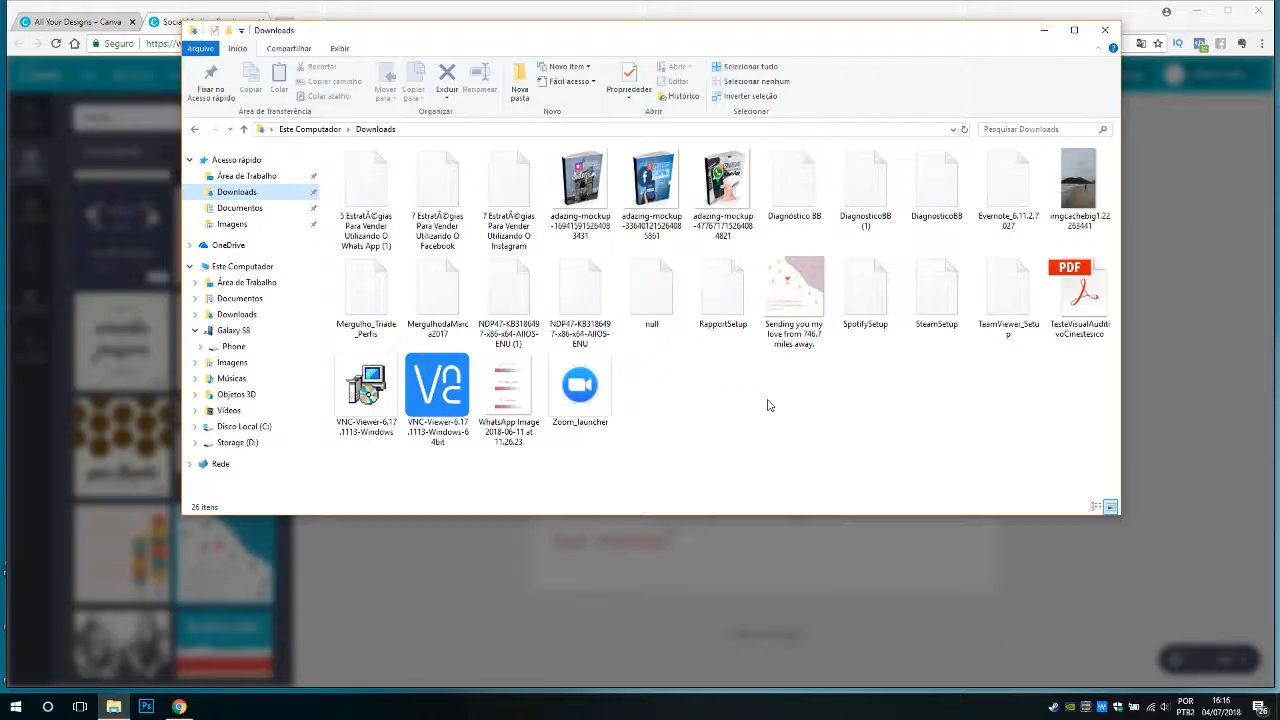 All Your Designs – Canva
Downloads
Arquivo
Início
Compartilhar
Exibir
Seguro
https://w
Fixar no
Acesso rápido
Copiar
Colar
Recortar
Copiar caminho
Colar atalho
Área de Transferência
Mover
para
Copiar
para
Excluir
Renomear
Organizar
Nova
pasta
Novo item
Fácil acesso
Novo
Propriedades
Abrir
Editar
Histórico
Abrir
Selecionar tudo
Selecionar nenhum
Inverter seleção
Selecionar
Este Computador
Downloads
Pesquisar Downloads
Acesso rápido
Área de Trabalho
Downloads
Documentos
Imagens
OneDrive
Este Computador
Área de Trabalho
Documentos
Downloads
Galaxy S8
Phone
Imagens
Músicas
Objetos 3D
Vídeos
Disco Local (C:)
Storage (D:)
Rede
5 EstratÃ©gias
Para Vender
Utilizando O
Whats App (1)
7 EstratÃ©gias
Para Vender
Utilizando O
Facebook
7 EstratÃ©gias
Para Vender
Utilizando O
Instagram
adazing-mockup
-16941591526408
3431
adazing-mockup
-33640121526408
5861
adazing-mockup
-47767171526408
4821
Diagnóstico BB
DiagnosticoBB
(1)
DiagnosticoBB
Evernote_6.11.2.7
027
imgcachebig1.22
263441
Mergulho_Triade
_Perfis
MergulhodaMarc
a2017
NDP47-KB318649
7-x86-x64-AllOS-
ENU (1)
NDP47-KB318649
7-x86-x64-AllOS-
ENU
null
RapportSetup
Sending you my
love from 746.7
miles away.
SpotifySetup
SteamSetup
TeamViewer_Setu
p
PDF
TesteVisualAuditi
voCinestesico
VNC-Viewer-6.17
.1113-Windows
VNC-Viewer-6.17
.1113-Windows-6
4bit
WhatsApp Image
2018-06-11 at
11.26.23
Zoom_launcher
26 itens
POR
PTB2
16:16
04/07/2018
26